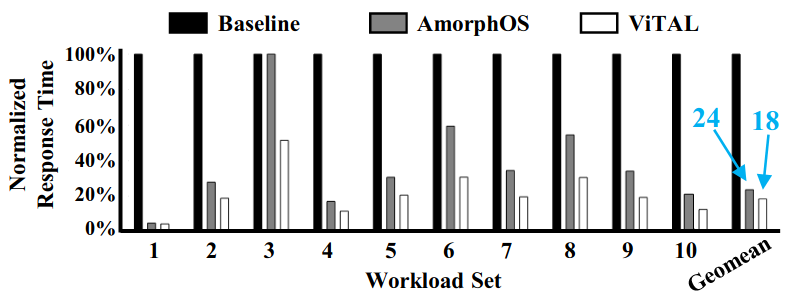 Baseline AmorphOS ViTAL
Normalized
Response Time
100%
80%
60%
40%
20%
0%
24 18
1 2 3 4 5 6 7 8 9 10 Geomean
Workload Set